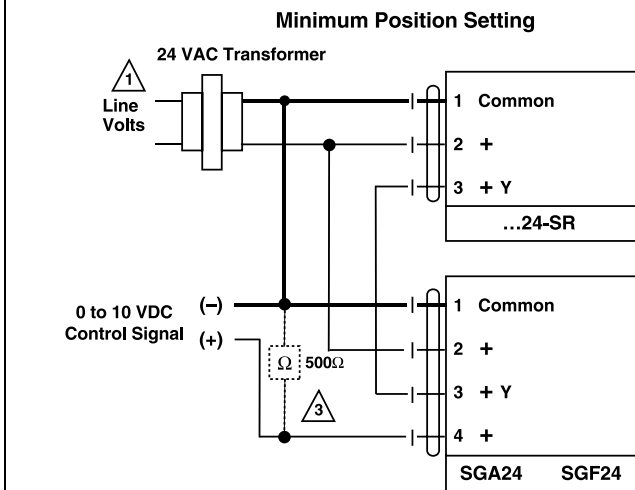 Minimum Position Setting
24 VAC Transformer
1
Line
Volts
1 Common
2 +
3 + Y
...24-SR
0 to 10 VDC
Control Signal
(–)
(+)
Ω 500Ω
3
1 Common
2 +
3 + Y
4 +
SGA24 SGF24